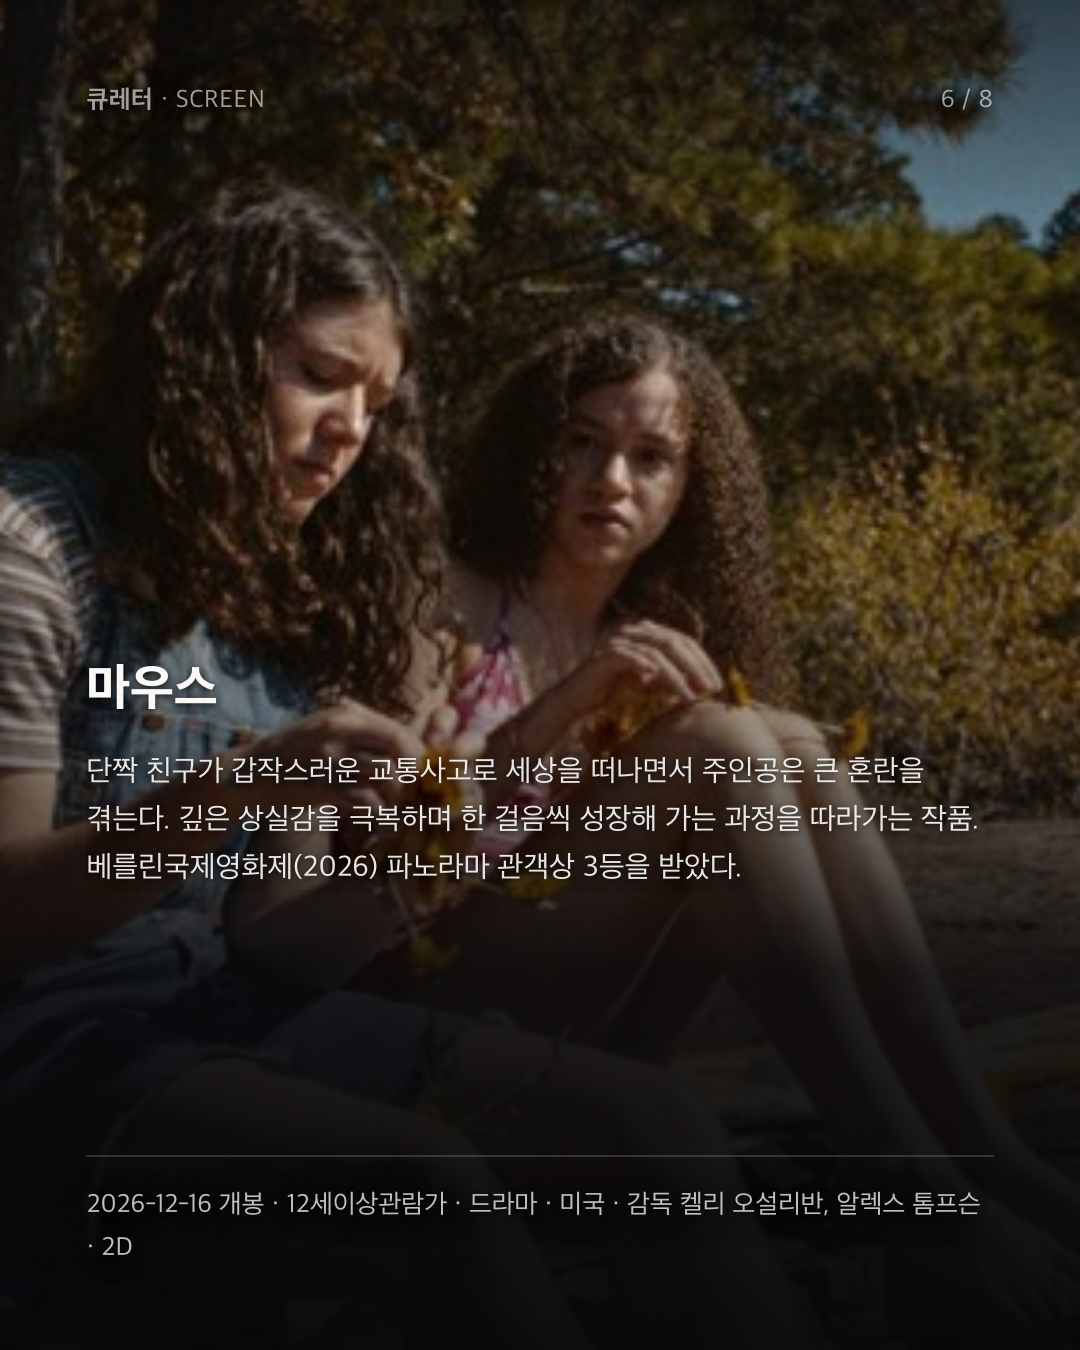 큐레터 · SCREEN
6 / 8
마우스
단짝 친구가 갑작스러운 교통사고로 세상을 떠나면서 주인공은 큰 혼란을
겪는다. 깊은 상실감을 극복하며 한 걸음씩 성장해 가는 과정을 따라가는 작품.
베를린국제영화제(2026) 파노라마 관객상 3등을 받았다.
2026-12-16 개봉 · 12세이상관람가 · 드라마 · 미국 · 감독 켈리 오설리반, 알렉스 톰프슨
· 2D